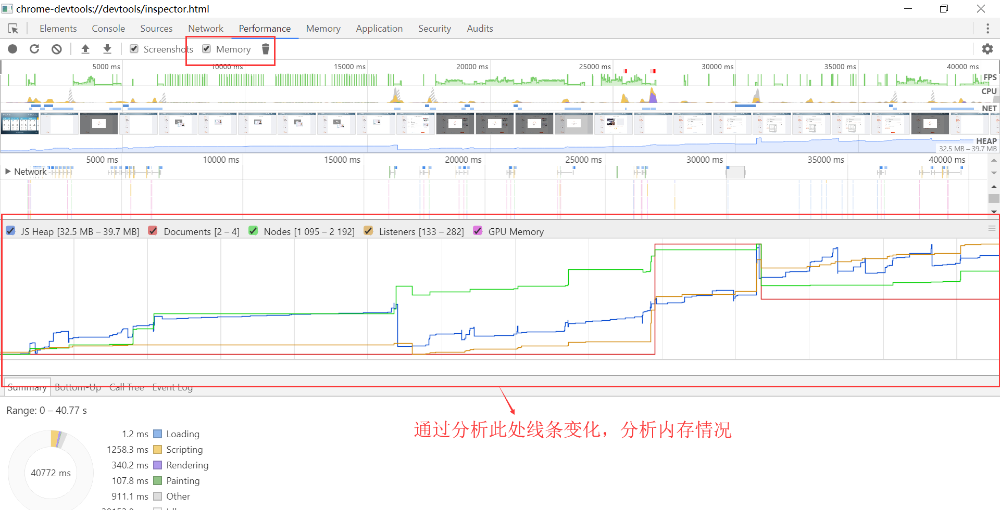 chrome-devtools://devtools/inspector.html
Elements Console Sources Network Performance Memory Application Security Audits
Screenshots Memory
5000 ms 10000 ms 15000 ms 20000 ms 25000 ms 30000 ms 35000 ms 40000 ms
FPS
CPU
NET
HEAP
32.5 MB – 39.7 MB
5000 ms 10000 ms 15000 ms 20000 ms 25000 ms 30000 ms 35000 ms 40000 ms
Network
JS Heap [32.5 MB – 39.7 MB] Documents [2 – 4] Nodes [1 095 – 2 192] Listeners [133 – 282] GPU Memory
Summary Bottom-Up Call Tree Event Log
Range: 0 – 40.77 s
通过分析此处线条变化，分析内存情况
40772 ms
1.2 ms Loading
1258.3 ms Scripting
340.2 ms Rendering
107.8 ms Painting
911.1 ms Other